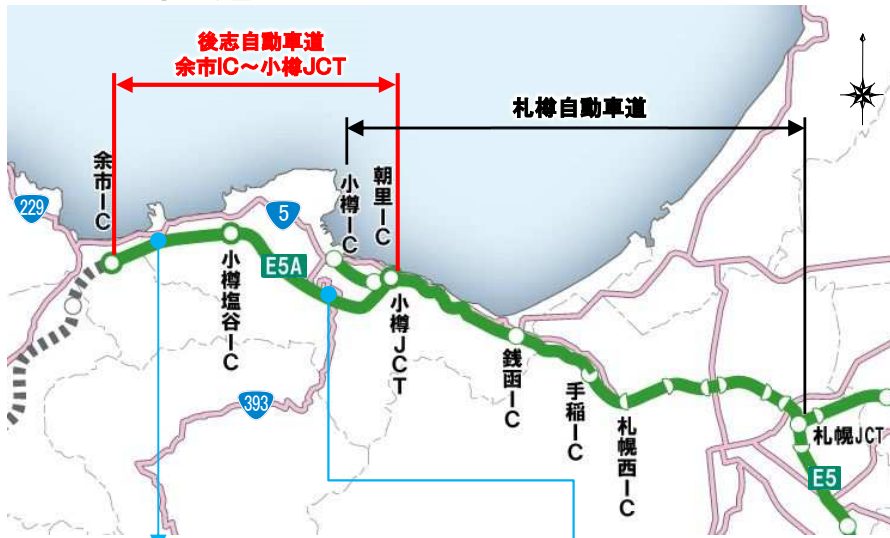 後志自動車道
余市IC～小樽JCT
札樽自動車道
余市IC
小樽IC
朝里IC
229
5
E5A
小樽塩谷IC
小樽JCT
銭函IC
手稲IC
札幌西IC
札幌JCT
393
E5